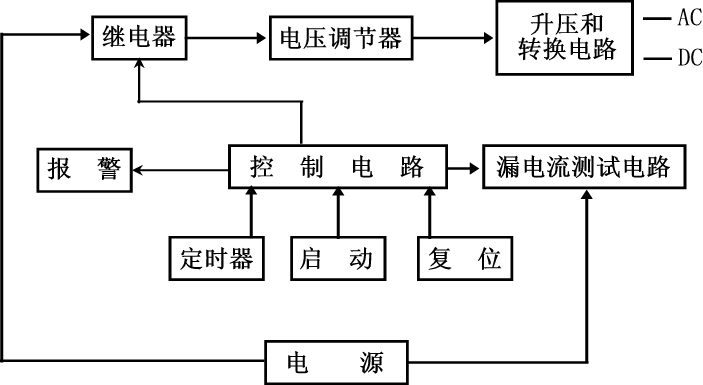 继电器
电压调节器
升压和
转换电路
AC
DC
报 警
控 制 电 路
漏电流测试电路
定时器
启 动
复 位
电 源